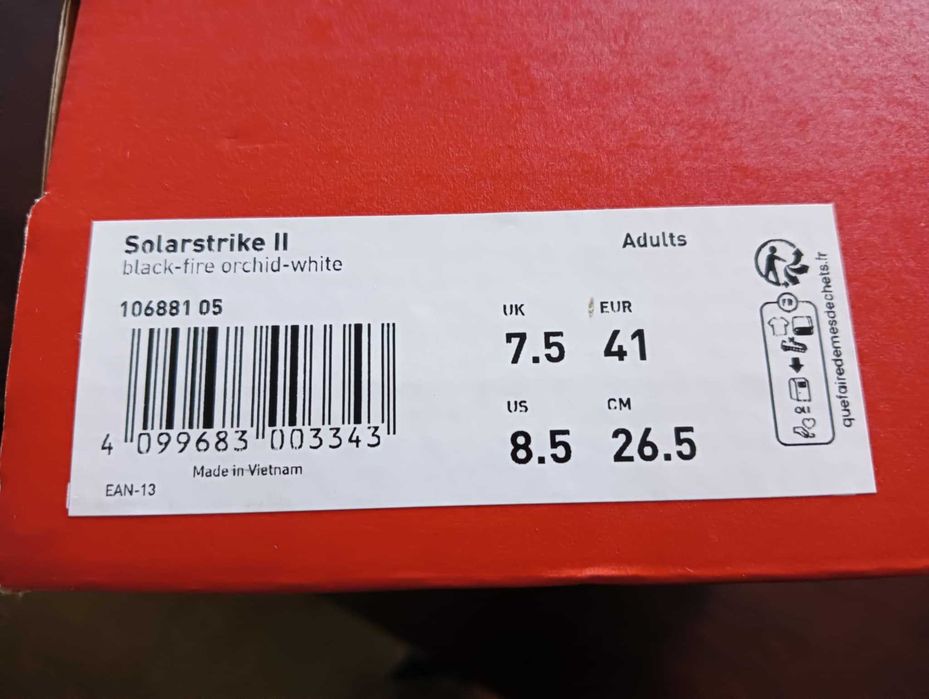 Solarstrike II
black-fire orchid-white
Adults
106881 05
UK
7.5
EUR
41
US
8.5
CM
26.5
4 099683 003343
Made in Vietnam
EAN-13
FR
quefairedemesdechets.fr